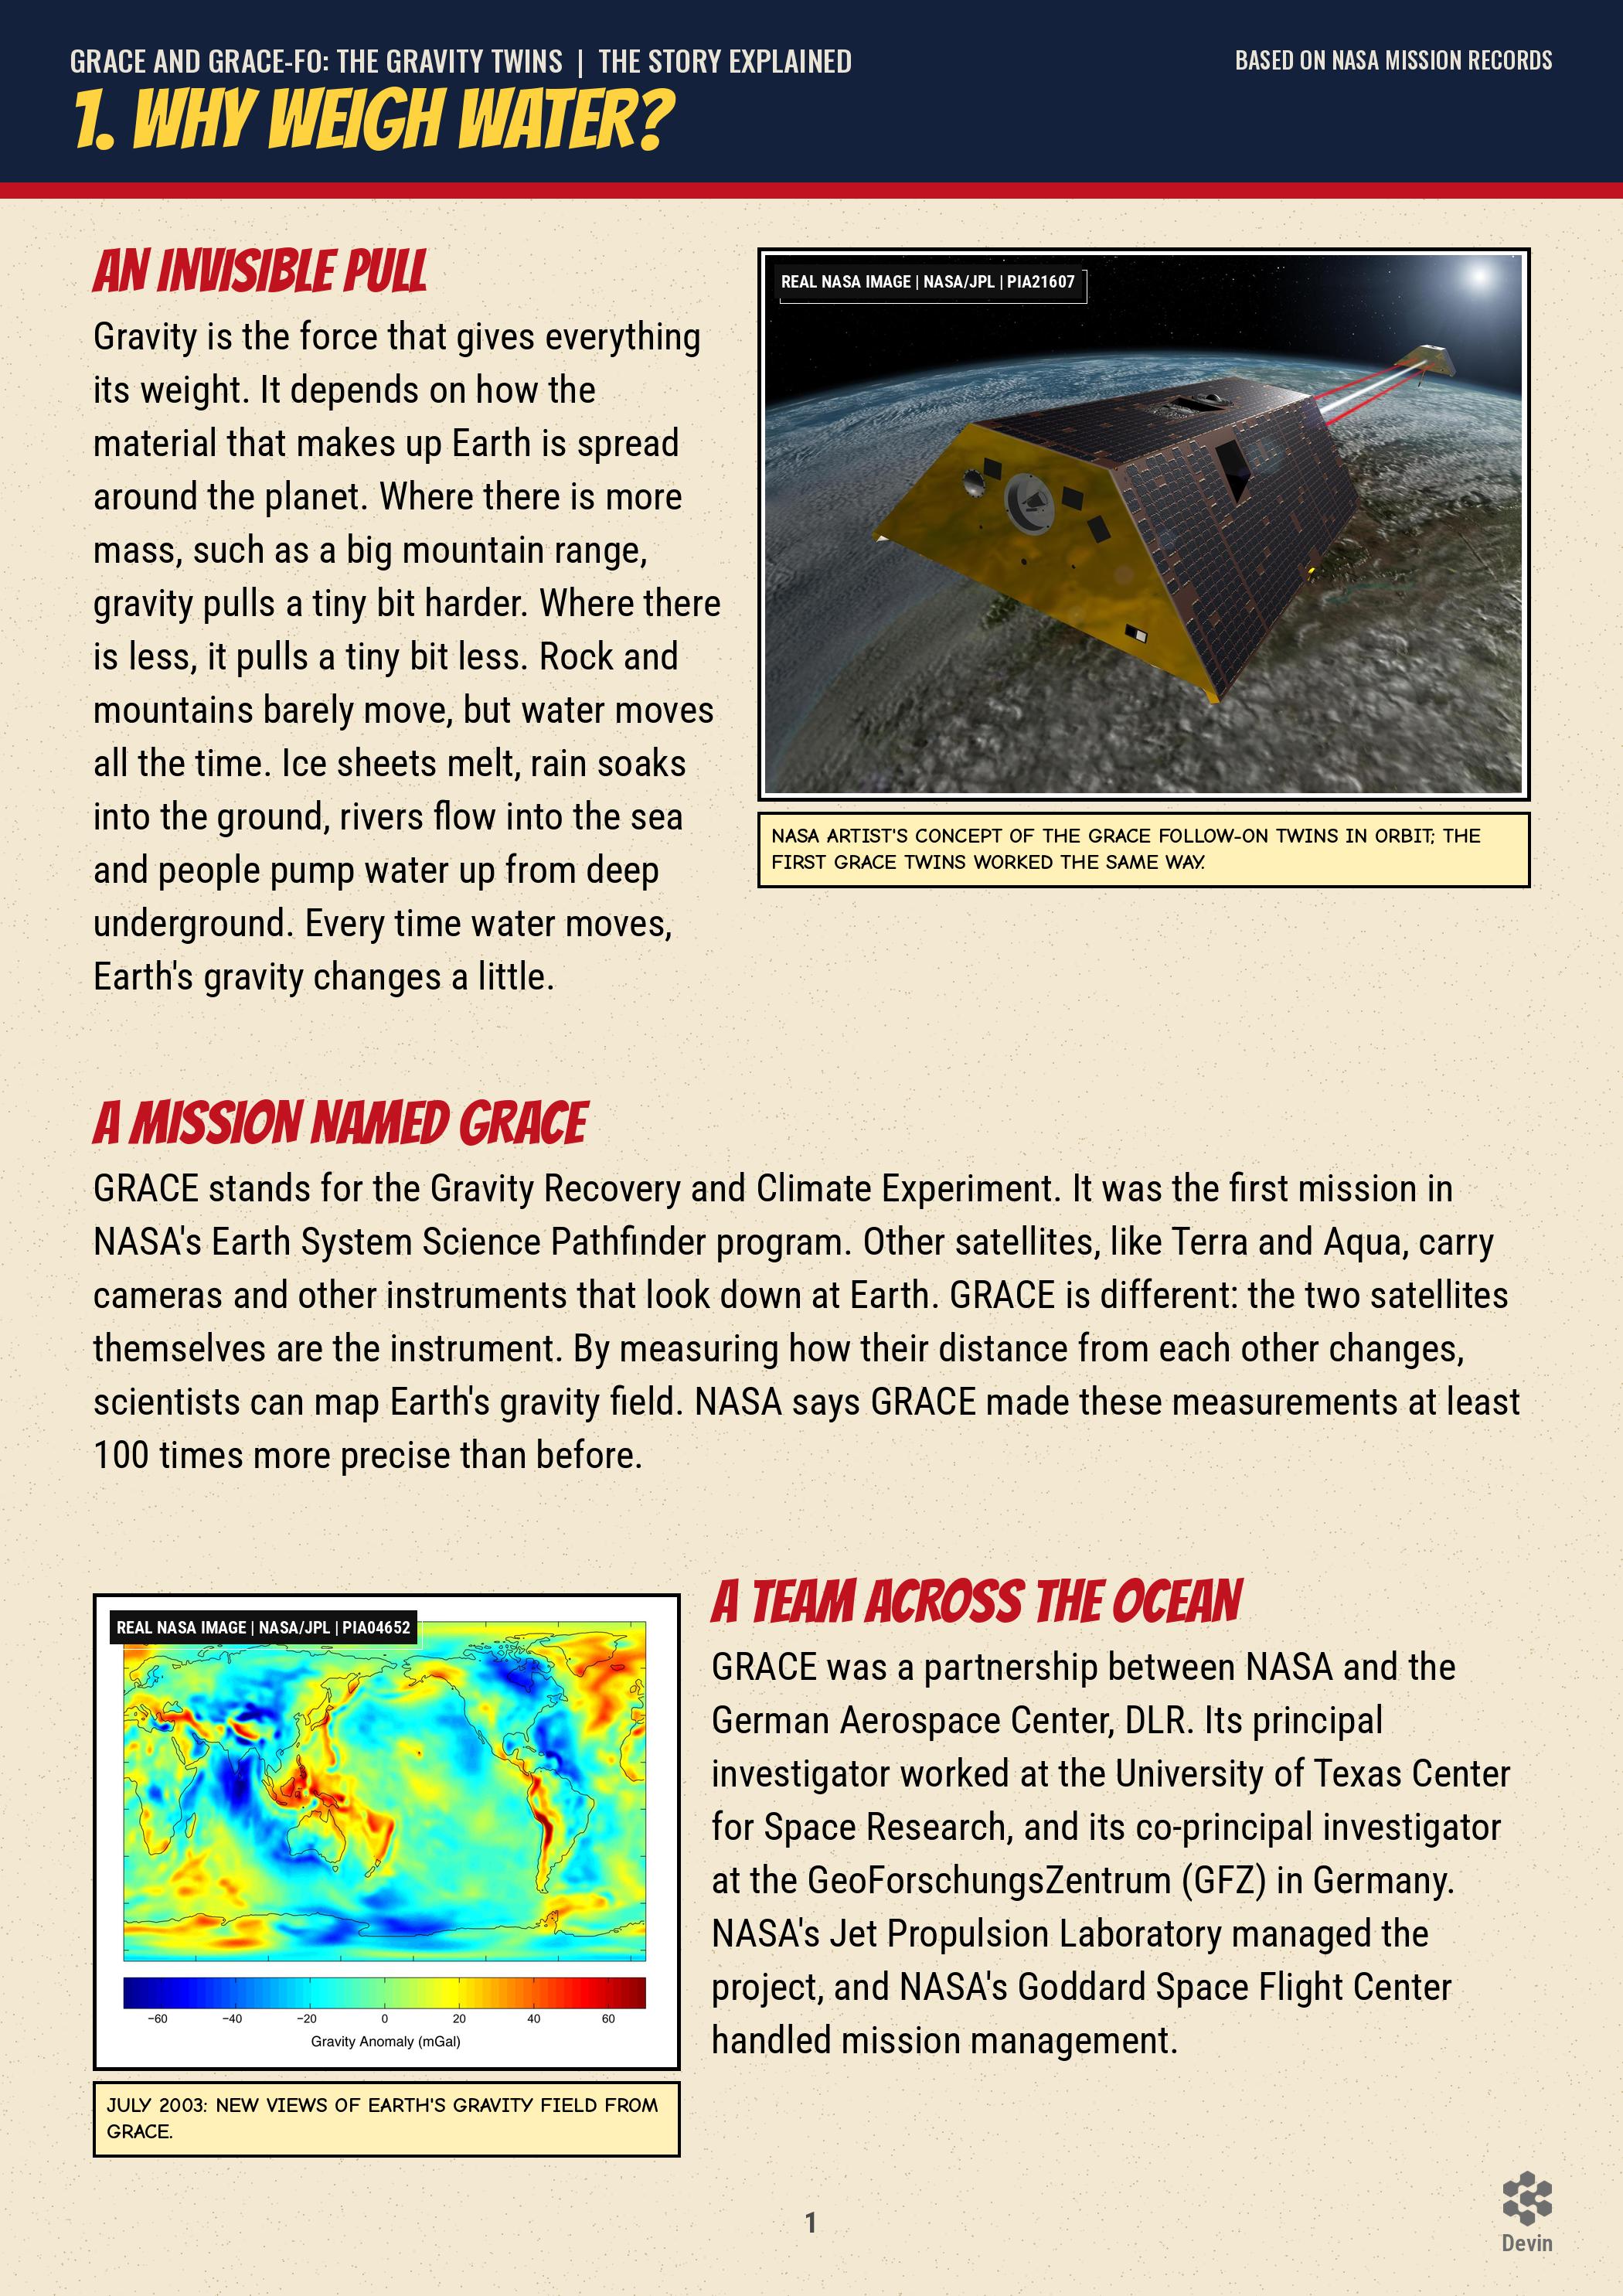 GRACE AND GRACE-FO: THE GRAVITY TWINS | THE STORY EXPLAINED
BASED ON NASA MISSION RECORDS
1. WHY WEIGH WATER?
AN INVISIBLE PULL
Gravity is the force that gives everything
its weight. It depends on how the
material that makes up Earth is spread
around the planet. Where there is more
mass, such as a big mountain range,
gravity pulls a tiny bit harder. Where there
is less, it pulls a tiny bit less. Rock and
mountains barely move, but water moves
all the time. Ice sheets melt, rain soaks
into the ground, rivers flow into the sea
and people pump water up from deep
underground. Every time water moves,
Earth's gravity changes a little.
REAL NASA IMAGE | NASA/JPL | PIA21607
NASA ARTIST'S CONCEPT OF THE GRACE FOLLOW-ON TWINS IN ORBIT; THE
FIRST GRACE TWINS WORKED THE SAME WAY.
A MISSION NAMED GRACE
GRACE stands for the Gravity Recovery and Climate Experiment. It was the first mission in
NASA's Earth System Science Pathfinder program. Other satellites, like Terra and Aqua, carry
cameras and other instruments that look down at Earth. GRACE is different: the two satellites
themselves are the instrument. By measuring how their distance from each other changes,
scientists can map Earth's gravity field. NASA says GRACE made these measurements at least
100 times more precise than before.
REAL NASA IMAGE | NASA/JPL | PIA04652
−60 −40 −20 0 20 40 60
Gravity Anomaly (mGal)
JULY 2003: NEW VIEWS OF EARTH'S GRAVITY FIELD FROM
GRACE.
A TEAM ACROSS THE OCEAN
GRACE was a partnership between NASA and the
German Aerospace Center, DLR. Its principal
investigator worked at the University of Texas Center
for Space Research, and its co-principal investigator
at the GeoForschungsZentrum (GFZ) in Germany.
NASA's Jet Propulsion Laboratory managed the
project, and NASA's Goddard Space Flight Center
handled mission management.
1
Devin